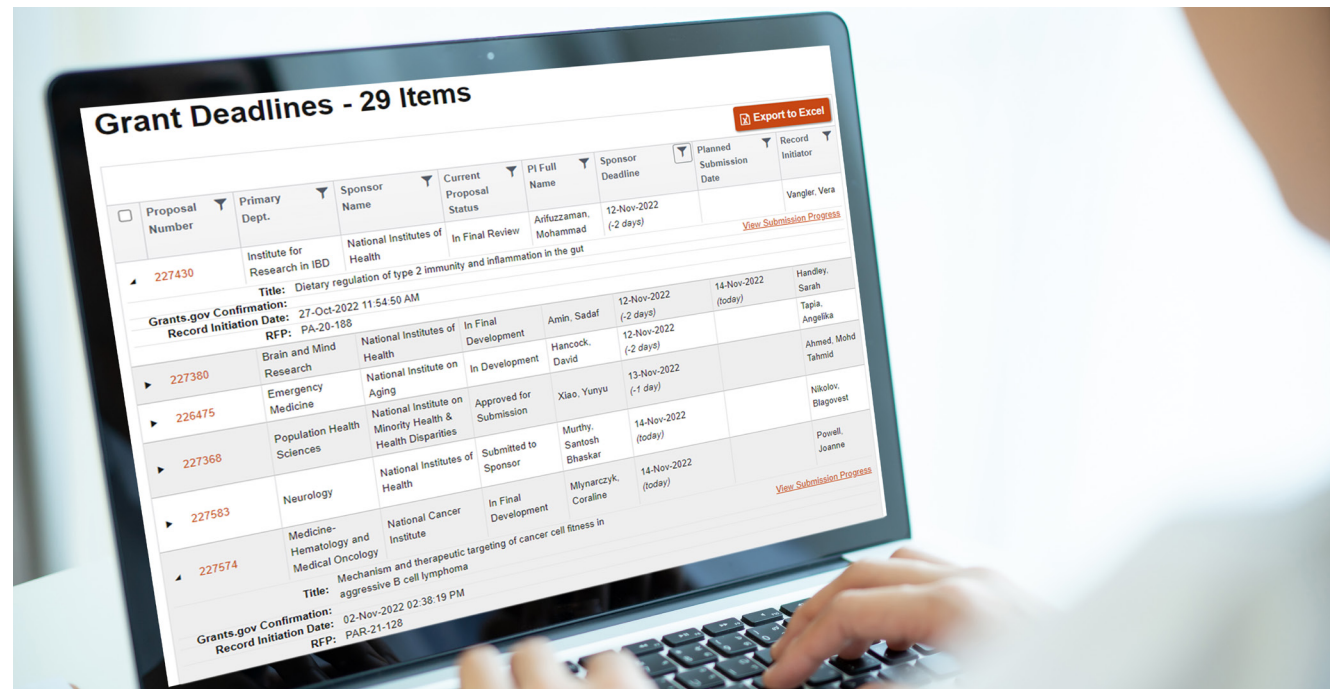 Grant Deadlines - 29 Items
Export to Excel
Proposal Number
Primary Dept.
Sponsor Name
Current Proposal Status
PI Full Name
Sponsor Deadline
Planned Submission Date
Record Initiator
227430
Institute for
Research in IBD
National Institutes of
Health
In Final Review
Arifuzzaman,
Mohammad
12-Nov-2022
(-2 days)
Vangler, Vera
View Submission Progress
Title: Dietary regulation of type 2 immunity and inflammation in the gut
Grants.gov Confirmation:
Record Initiation Date: 27-Oct-2022 11:54:50 AM
RFP: PA-20-188
227380
Brain and Mind
Research
National Institutes of
Health
In Final
Development
Amin, Sadaf
12-Nov-2022
(-2 days)
14-Nov-2022
(today)
Handley,
Sarah
226475
Emergency
Medicine
National Institute on
Aging
In Development
Hancock,
David
12-Nov-2022
(-2 days)
Tapia,
Angelika
227368
Population Health
Sciences
National Institute on
Minority Health &
Health Disparities
Approved for
Submission
Xiao, Yunyu
13-Nov-2022
(-1 day)
Ahmed, Mohd
Tahmid
227583
Neurology
National Institutes of
Health
Submitted to
Sponsor
Murthy,
Santosh
Bhaskar
14-Nov-2022
(today)
Nikolov,
Blagovest
227574
Medicine-
Hematology and
Medical Oncology
National Cancer
Institute
In Final
Development
Mlynarczyk,
Coraline
14-Nov-2022
(today)
Powell,
Joanne
View Submission Progress
Title: Mechanism and therapeutic targeting of cancer cell fitness in
aggressive B cell lymphoma
Grants.gov Confirmation:
Record Initiation Date: 02-Nov-2022 02:38:19 PM
RFP: PAR-21-128